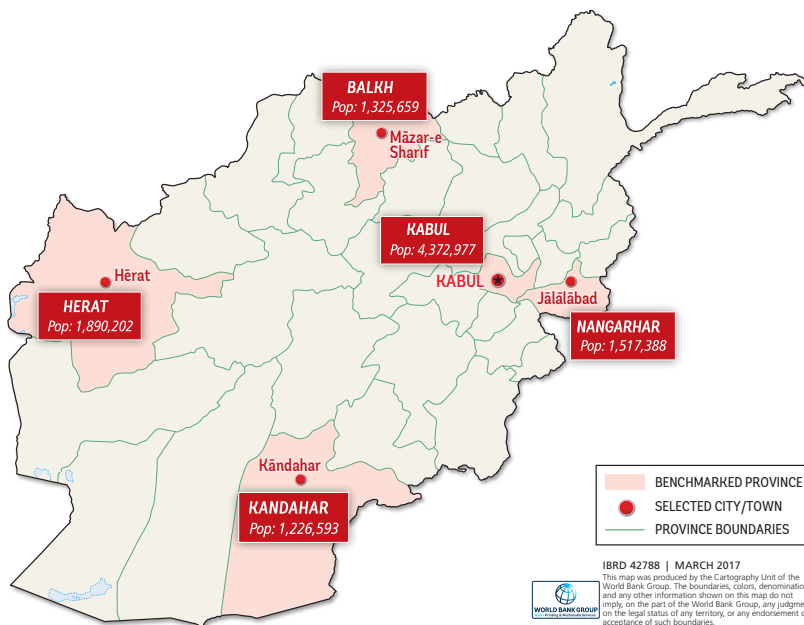 BALKH
Pop: 1,325,659
Māzar-e
Sharif
KABUL
Pop: 4,372,977
KABUL
Hērat
HERAT
Pop: 1,890,202
Jālālābad
NANGARHAR
Pop: 1,517,388
Kāndahar
KANDAHAR
Pop: 1,226,593
BENCHMARKED PROVINCE
SELECTED CITY/TOWN
PROVINCE BOUNDARIES
IBRD 42788 | MARCH 2017
This map was produced by the Cartography Unit of the
World Bank Group. The boundaries, colors, denominatio
and any other information shown on this map do not
imply, on the part of the World Bank Group, any judgme
on the legal status of any territory, or any endorsement o
acceptance of such boundaries.
WORLD BANK GROUP
Printing & Multimedia Services